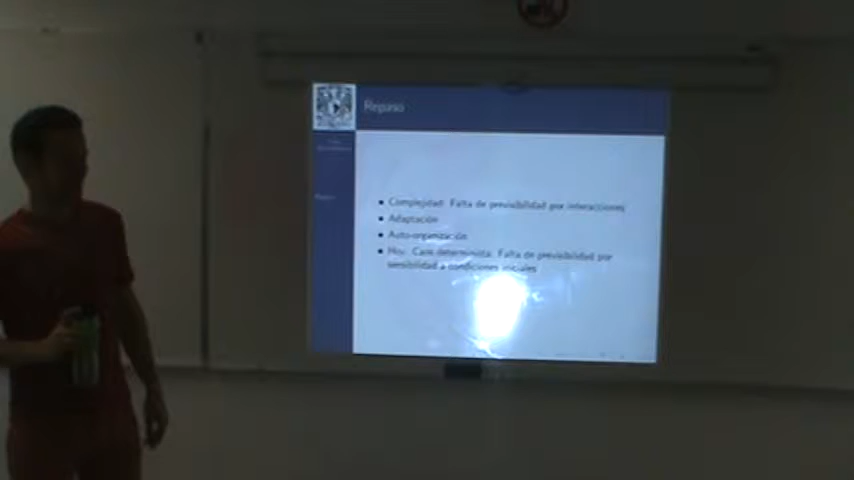 Repaso
Complejidad: Falta de previsibilidad por interacciones
Adaptación
Auto-organización
Hoy: Caos determinista: Falta de previsibilidad por
sensibilidad a condiciones iniciales